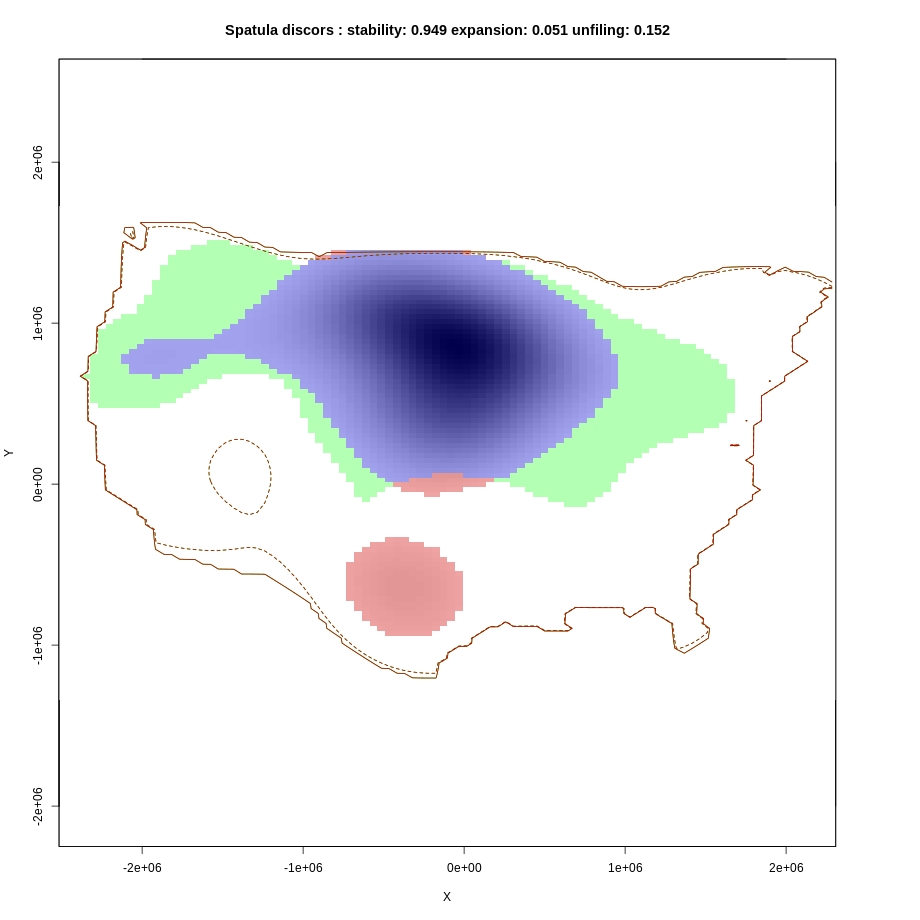 Spatula discors : stability: 0.949 expansion: 0.051 unfiling: 0.152
2e+06
1e+06
0e+00
-1e+06
-2e+06
Y
-2e+06 -1e+06 0e+00 1e+06 2e+06
X